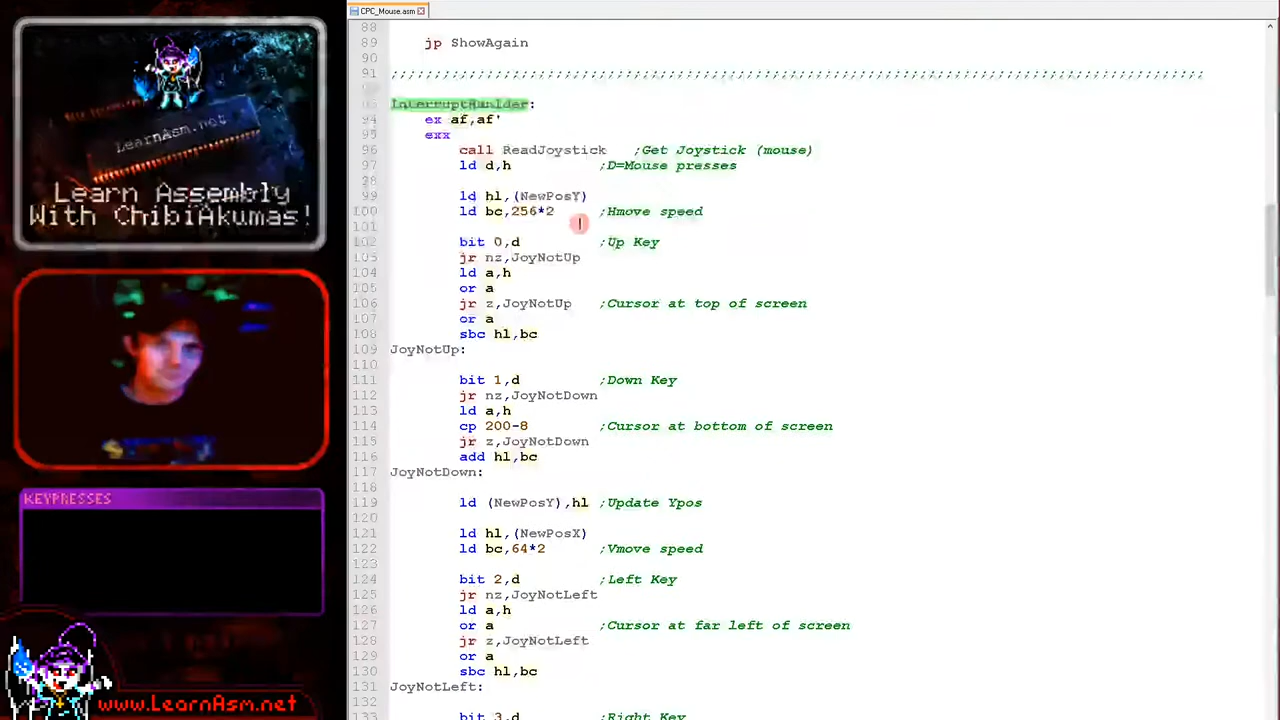 CPC_Mouse.asm
88
89 jp ShowAgain
90
91 ;;;;;;;;;;;;;;;;;;;;;;;;;;;;;;;;;;;;;;;;;;;;;;;;;;;;;;;;;;;;;;;;;;;;;;;;;;;;;;;;;;;;;;;;;;;;;;
InterruptHanlder:
94 ex af,af'
95 exx
96 call ReadJoystick ;Get Joystick (mouse)
97 ld d,h ;D=Mouse presses
98
99 ld hl,(NewPosY)
100 ld bc,256*2 ;Hmove speed
101
102 bit 0,d ;Up Key
103 jr nz,JoyNotUp
104 ld a,h
105 or a
106 jr z,JoyNotUp ;Cursor at top of screen
107 or a
108 sbc hl,bc
109 JoyNotUp:
110
111 bit 1,d ;Down Key
112 jr nz,JoyNotDown
113 ld a,h
114 cp 200-8 ;Cursor at bottom of screen
115 jr z,JoyNotDown
116 add hl,bc
117 JoyNotDown:
118
119 ld (NewPosY),hl ;Update Ypos
120
121 ld hl,(NewPosX)
122 ld bc,64*2 ;Vmove speed
123
124 bit 2,d ;Left Key
125 jr nz,JoyNotLeft
126 ld a,h
127 or a ;Cursor at far left of screen
128 jr z,JoyNotLeft
129 or a
130 sbc hl,bc
131 JoyNotLeft:
132
133 bit 3,d ;Right Key
LearnAsm.net
Learn Assembly
With ChibiAkumas!
KEYPRESSES
www.LearnAsm.net